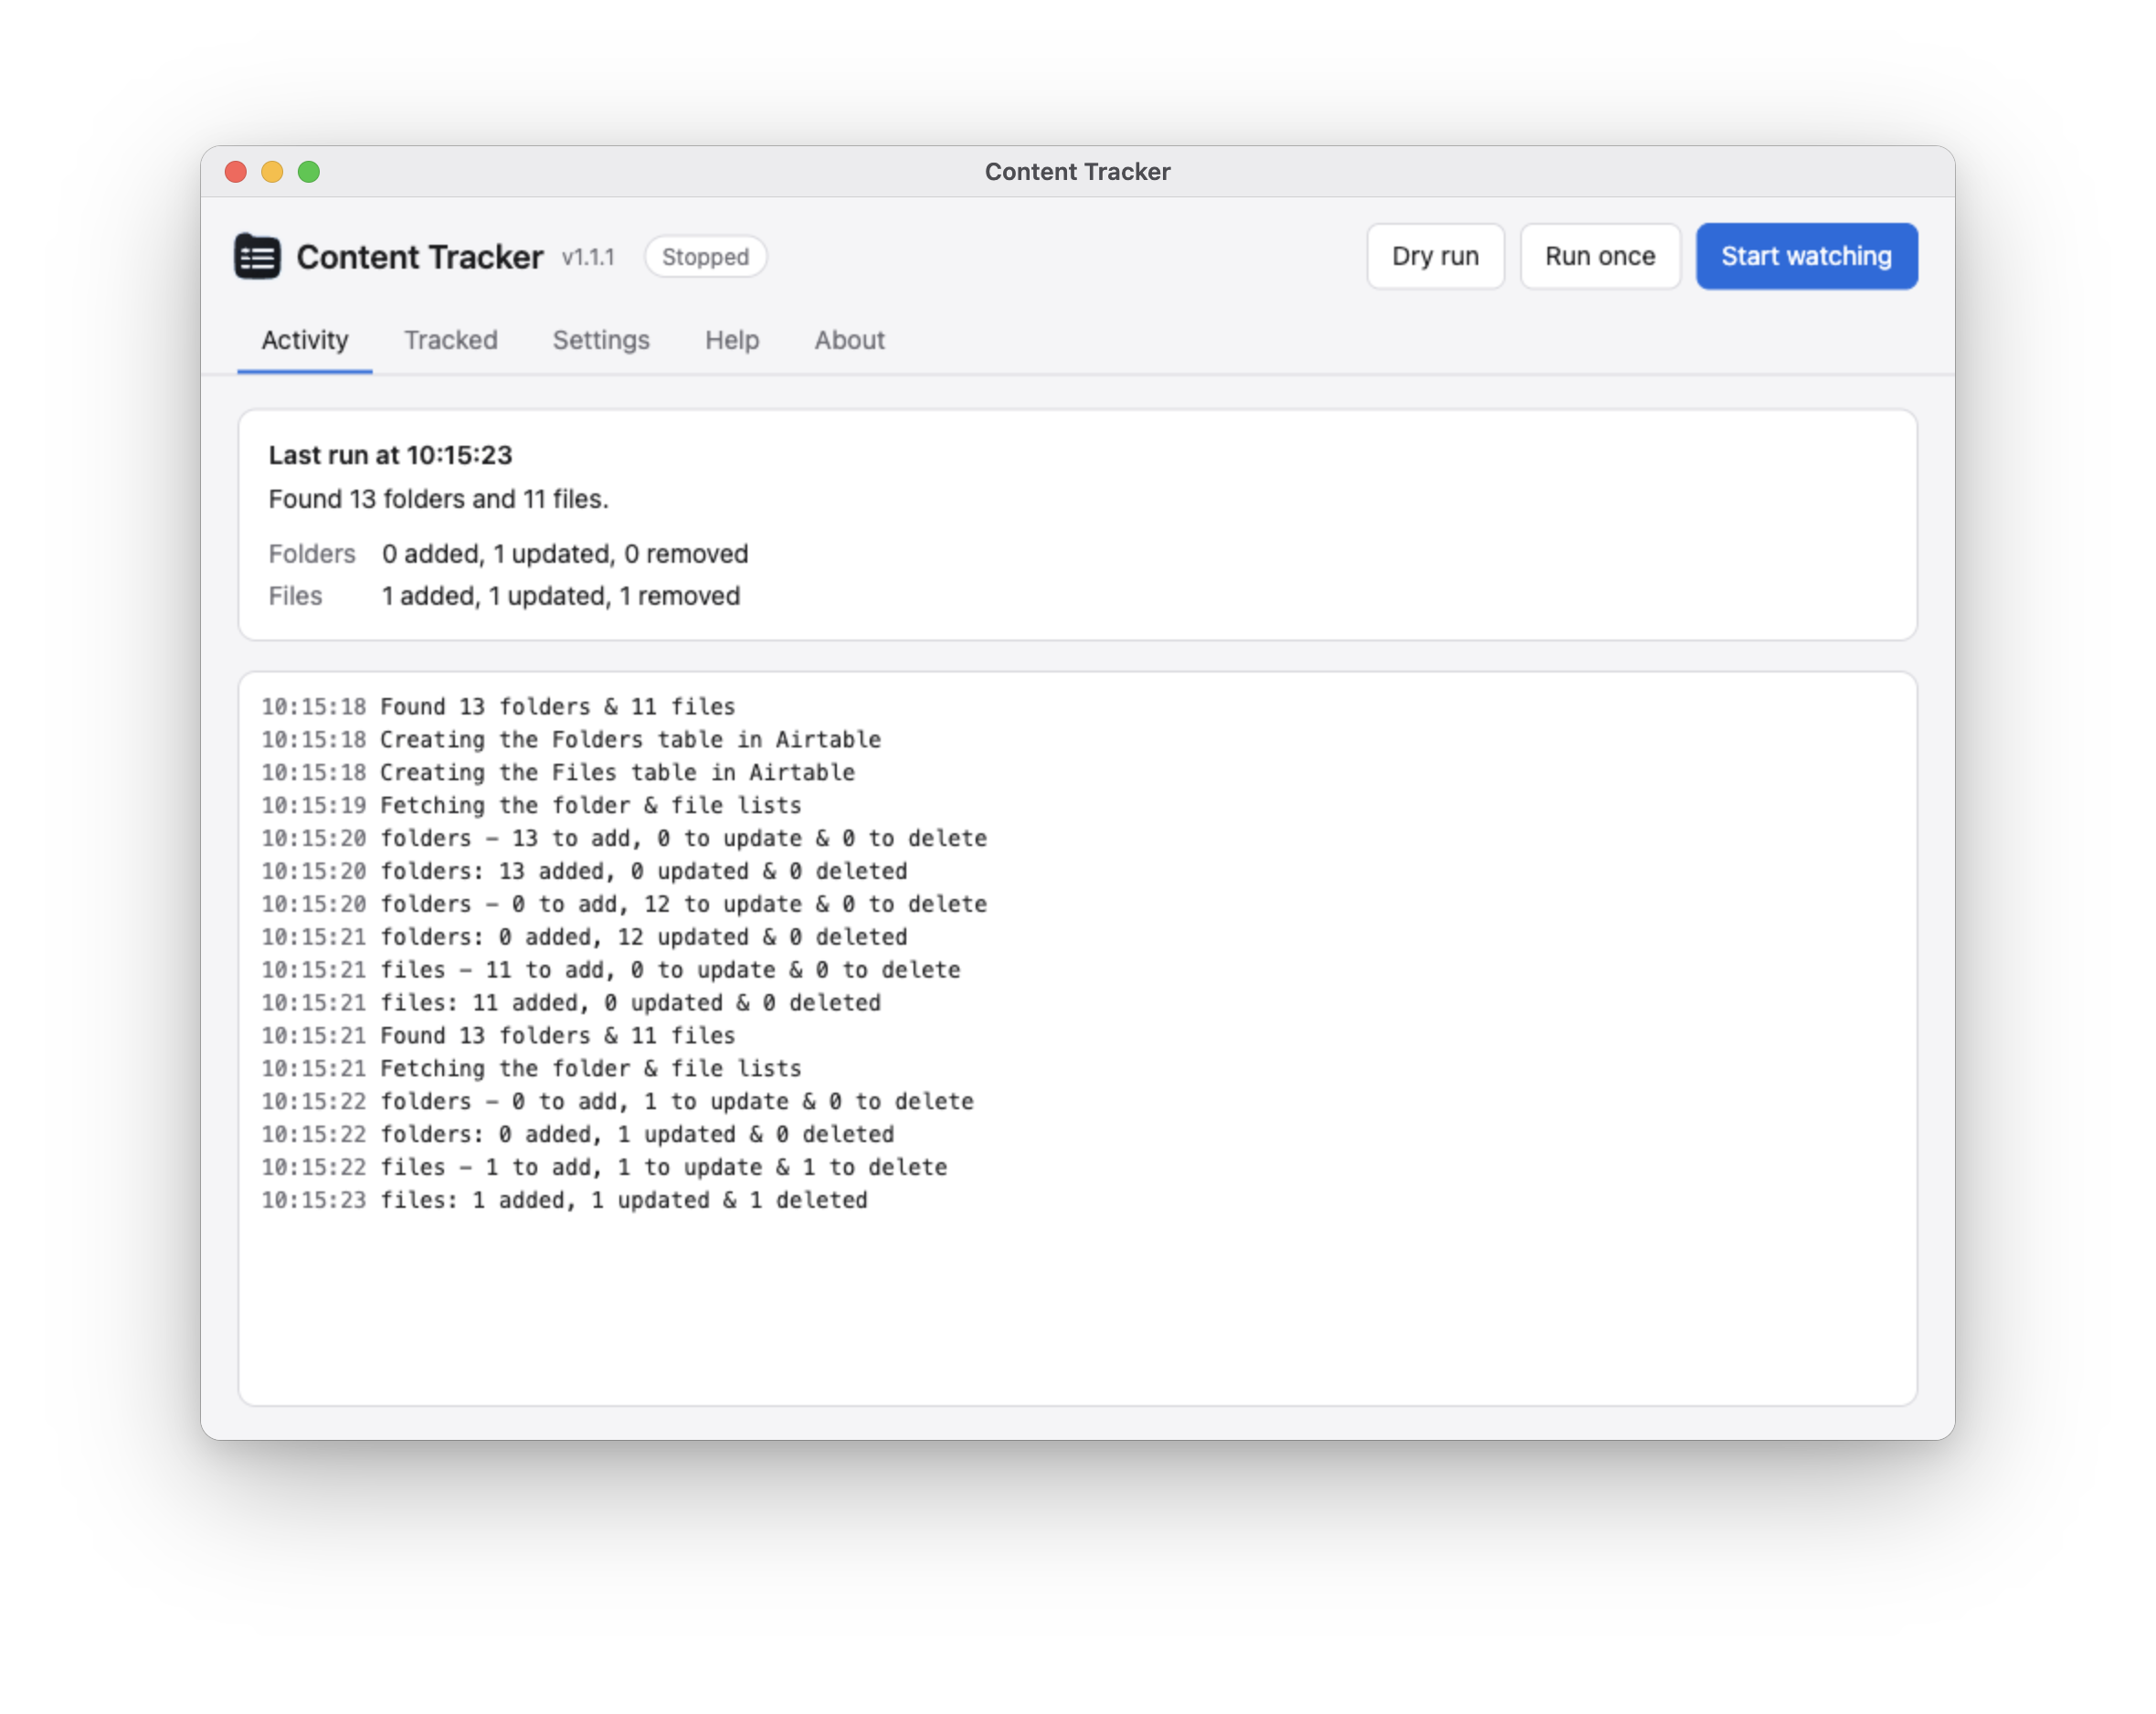 Content Tracker
Content Tracker v1.1.1 Stopped Dry run Run once Start watching
Activity Tracked Settings Help About
Last run at 10:15:23
Found 13 folders and 11 files.
Folders 0 added, 1 updated, 0 removed
Files 1 added, 1 updated, 1 removed
10:15:18 Found 13 folders & 11 files
10:15:18 Creating the Folders table in Airtable
10:15:18 Creating the Files table in Airtable
10:15:19 Fetching the folder & file lists
10:15:20 folders – 13 to add, 0 to update & 0 to delete
10:15:20 folders: 13 added, 0 updated & 0 deleted
10:15:20 folders – 0 to add, 12 to update & 0 to delete
10:15:21 folders: 0 added, 12 updated & 0 deleted
10:15:21 files – 11 to add, 0 to update & 0 to delete
10:15:21 files: 11 added, 0 updated & 0 deleted
10:15:21 Found 13 folders & 11 files
10:15:21 Fetching the folder & file lists
10:15:22 folders – 0 to add, 1 to update & 0 to delete
10:15:22 folders: 0 added, 1 updated & 0 deleted
10:15:22 files – 1 to add, 1 to update & 1 to delete
10:15:23 files: 1 added, 1 updated & 1 deleted